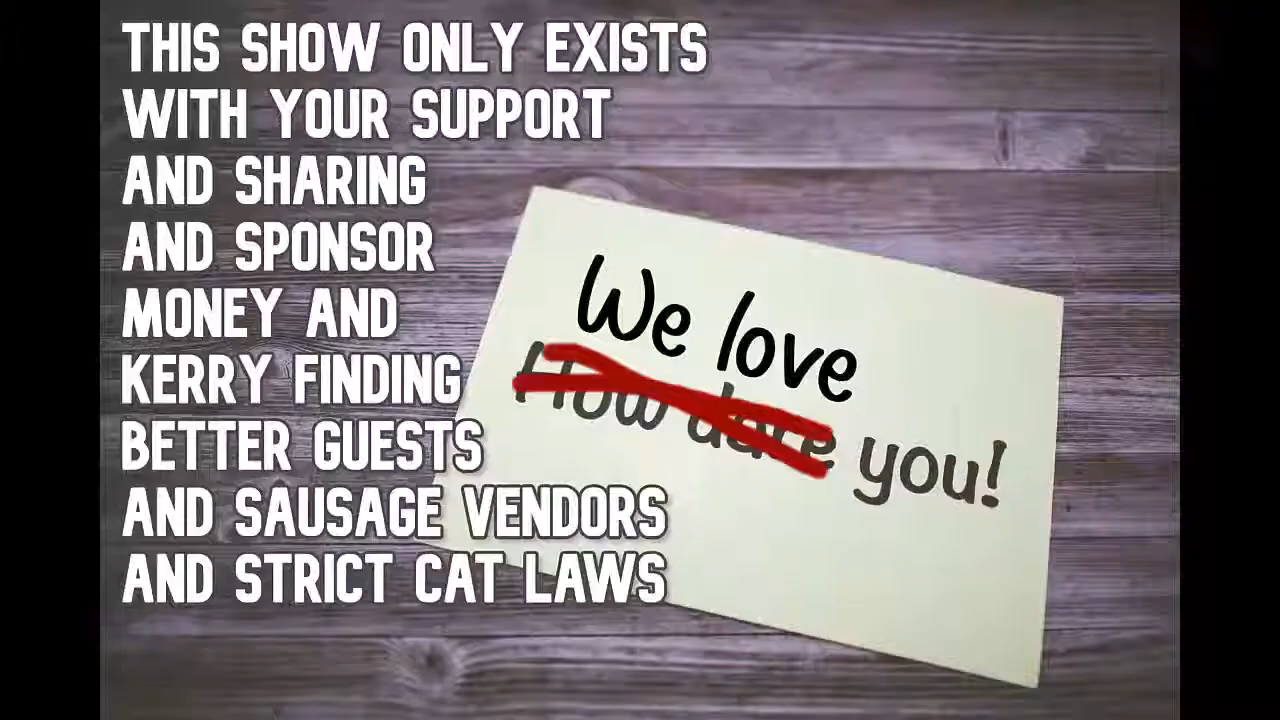 THIS SHOW ONLY EXISTS
WITH YOUR SUPPORT
AND SHARING
AND SPONSOR
MONEY AND
KERRY FINDING
BETTER GUESTS
AND SAUSAGE VENDORS
AND STRICT CAT LAWS
We love
How dare you!